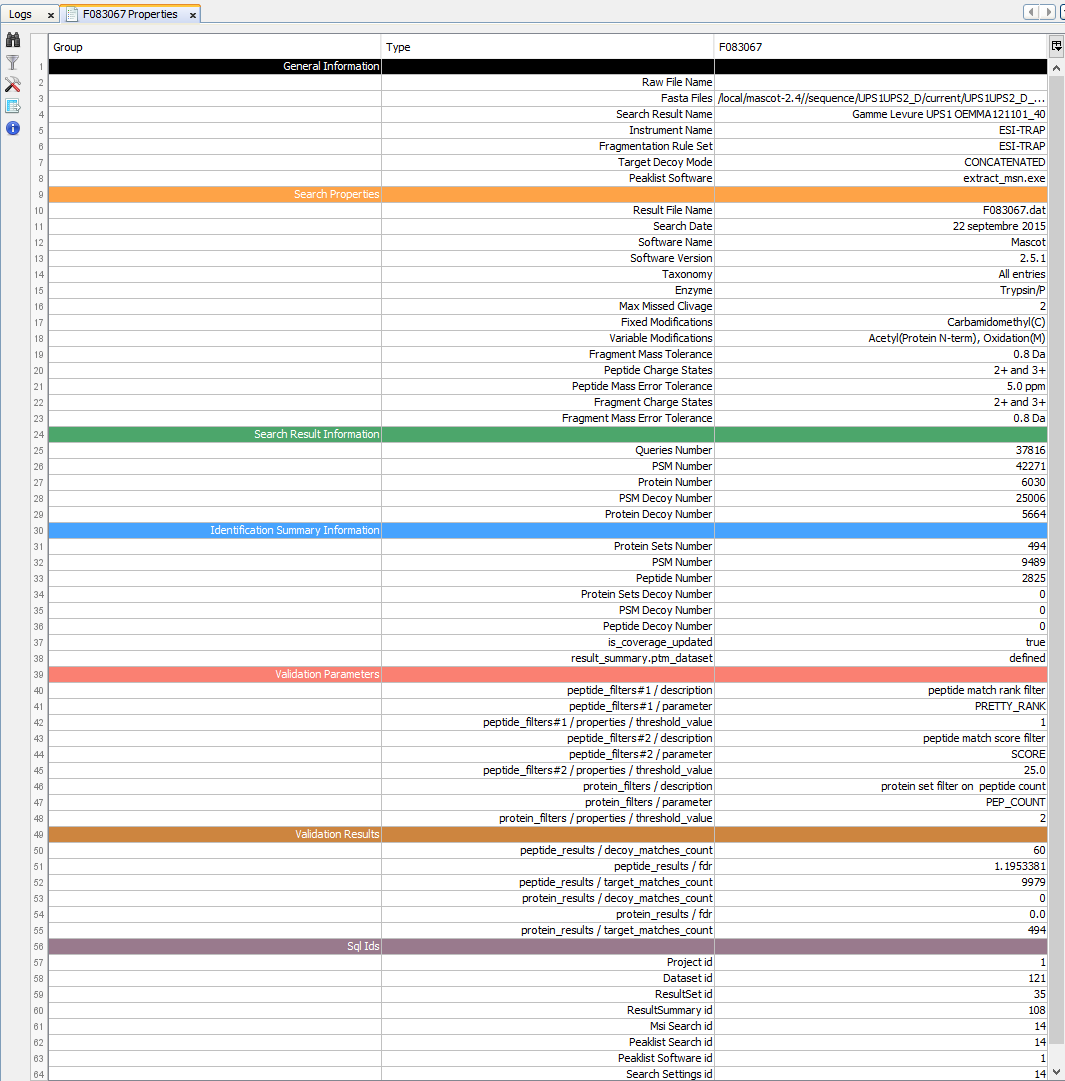 Logs x F083067 Properties x
Group Type F083067
1 General Information
2 Raw File Name
3 Fasta Files /local/mascot-2.4//sequence/UPS1UPS2_D/current/UPS1UPS2_D_...
4 Search Result Name Gamme Levure UPS1 OEMMA121101_40
5 Instrument Name ESI-TRAP
6 Fragmentation Rule Set ESI-TRAP
7 Target Decoy Mode CONCATENATED
8 Peaklist Software extract_msn.exe
9 Search Properties
10 Result File Name F083067.dat
11 Search Date 22 septembre 2015
12 Software Name Mascot
13 Software Version 2.5.1
14 Taxonomy All entries
15 Enzyme Trypsin/P
16 Max Missed Clivage 2
17 Fixed Modifications Carbamidomethyl(C)
18 Variable Modifications Acetyl(Protein N-term), Oxidation(M)
19 Fragment Mass Tolerance 0.8 Da
20 Peptide Charge States 2+ and 3+
21 Peptide Mass Error Tolerance 5.0 ppm
22 Fragment Charge States 2+ and 3+
23 Fragment Mass Error Tolerance 0.8 Da
24 Search Result Information
25 Queries Number 37816
26 PSM Number 42271
27 Protein Number 6030
28 PSM Decoy Number 25006
29 Protein Decoy Number 5664
30 Identification Summary Information
31 Protein Sets Number 494
32 PSM Number 9489
33 Peptide Number 2825
34 Protein Sets Decoy Number 0
35 PSM Decoy Number 0
36 Peptide Decoy Number 0
37 is_coverage_updated true
38 result_summary.ptm_dataset defined
39 Validation Parameters
40 peptide_filters#1 / description peptide match rank filter
41 peptide_filters#1 / parameter PRETTY_RANK
42 peptide_filters#1 / properties / threshold_value 1
43 peptide_filters#2 / description peptide match score filter
44 peptide_filters#2 / parameter SCORE
45 peptide_filters#2 / properties / threshold_value 25.0
46 protein_filters / description protein set filter on peptide count
47 protein_filters / parameter PEP_COUNT
48 protein_filters / properties / threshold_value 2
49 Validation Results
50 peptide_results / decoy_matches_count 60
51 peptide_results / fdr 1.1953381
52 peptide_results / target_matches_count 9979
53 protein_results / decoy_matches_count 0
54 protein_results / fdr 0.0
55 protein_results / target_matches_count 494
56 Sql Ids
57 Project id 1
58 Dataset id 121
59 ResultSet id 35
60 ResultSummary id 108
61 Msi Search id 14
62 Peaklist Search id 14
63 Peaklist Software id 1
64 Search Settings id 14